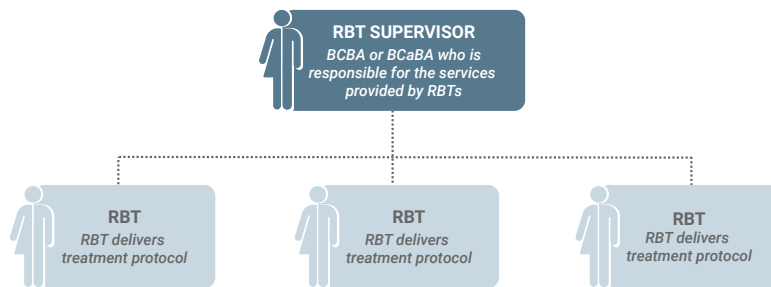 RBT SUPERVISOR
BCBA or BCaBA who is
responsible for the services
provided by RBTs
RBT
RBT delivers
treatment protocol
RBT
RBT delivers
treatment protocol
RBT
RBT delivers
treatment protocol